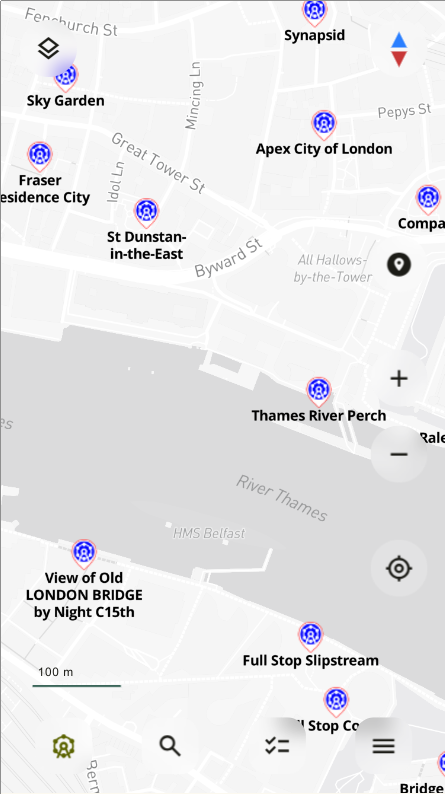 Fenchurch St
Synapsid
Sky Garden
Mincing Ln
Pepys St
Apex City of London
Great Tower St
Fraser
esidence City
Idol Ln
St Dunstan-
in-the-East
Compa
Byward St
All Hallows-
by-the-Tower
Thames River Perch
es
Rale
River Thames
HMS Belfast
View of Old
LONDON BRIDGE
by Night C15th
Full Stop Slipstream
100 m
ll Stop Co
Bern
Bridge